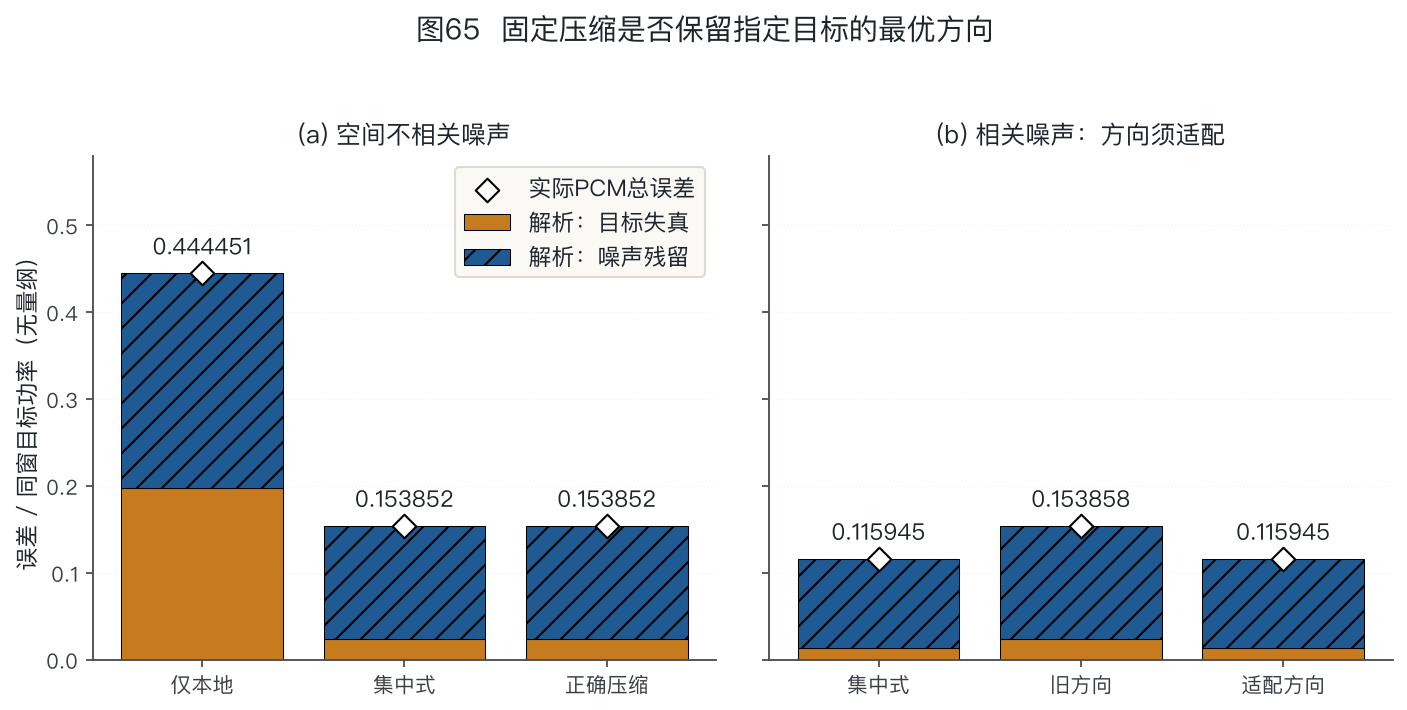 图65 固定压缩是否保留指定目标的最优方向
(a) 空间不相关噪声
实际PCM总误差
解析：目标失真
解析：噪声残留
误差 / 同窗目标功率（无量纲）
0.5
0.4
0.3
0.2
0.1
0.0
0.444451
0.153852
0.153852
仅本地
集中式
正确压缩
(b) 相关噪声：方向须适配
0.115945
0.153858
0.115945
集中式
旧方向
适配方向